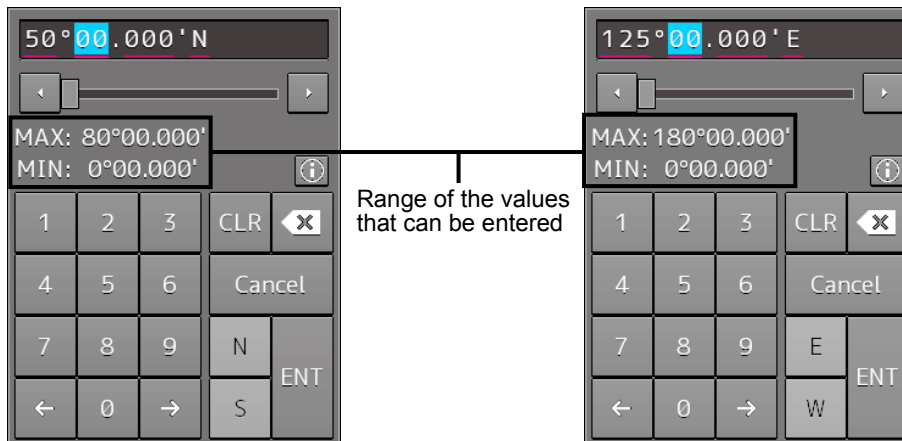 50°00.000'N
MAX: 80°00.000'
MIN: 0°00.000'
1 2 3 CLR
4 5 6 Cancel
7 8 9 N
ENT
← 0 → S
Range of the values
that can be entered
125°00.000'E
MAX: 180°00.000'
MIN: 0°00.000'
1 2 3 CLR
4 5 6 Cancel
7 8 9 E
ENT
← 0 → W